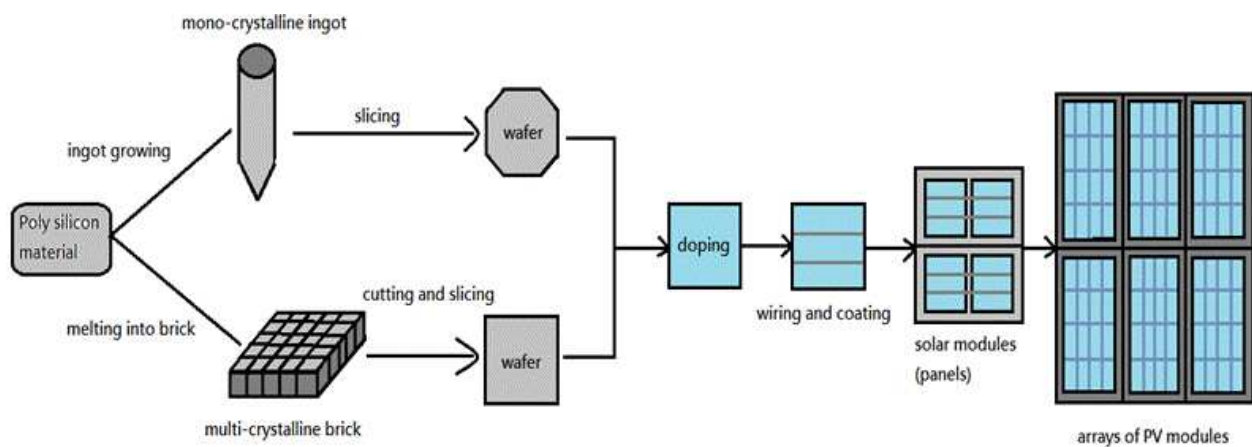 mono-crystalline ingot
slicing
wafer
ingot growing
Poly silicon
material
doping
cutting and slicing
melting into brick
wiring and coating
wafer
solar modules
(panels)
multi-crystalline brick
arrays of PV modules